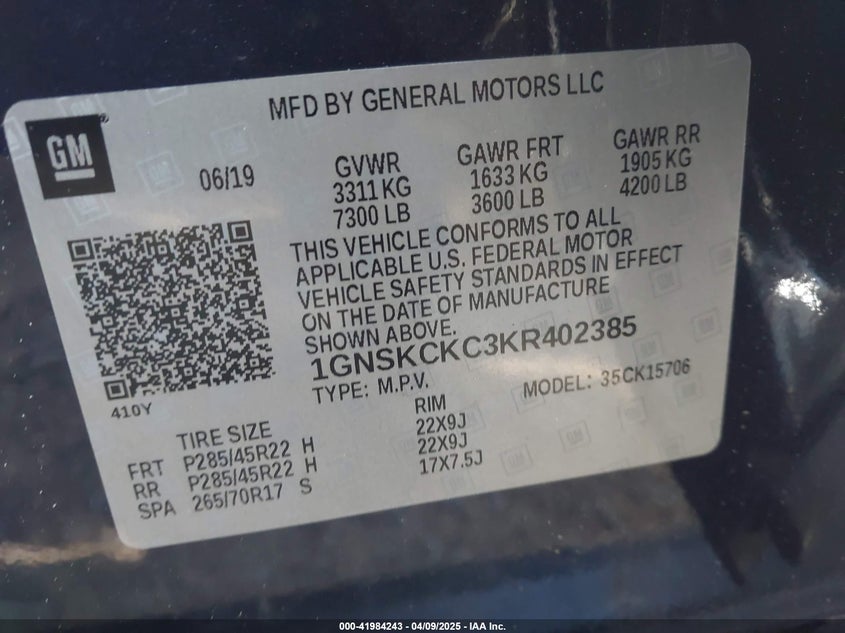 MFD BY GENERAL MOTORS LLC
GM
®
06/19
GVWR
3311 KG
7300 LB
GAWR FRT
1633 KG
3600 LB
GAWR RR
1905 KG
4200 LB
THIS VEHICLE CONFORMS TO ALL
APPLICABLE U.S. FEDERAL MOTOR
VEHICLE SAFETY STANDARDS IN EFFECT
ON THE DATE OF MANUFACTURE
SHOWN ABOVE.
1GNSKCKC3KR402385
TYPE: M.P.V. MODEL: 35CK15706
410Y
TIRE SIZE RIM
FRT P285/45R22 H 22X9J
RR P285/45R22 H 22X9J
SPA 265/70R17 S 17X7.5J
000-41984243 - 04/09/2025 - IAA Inc.